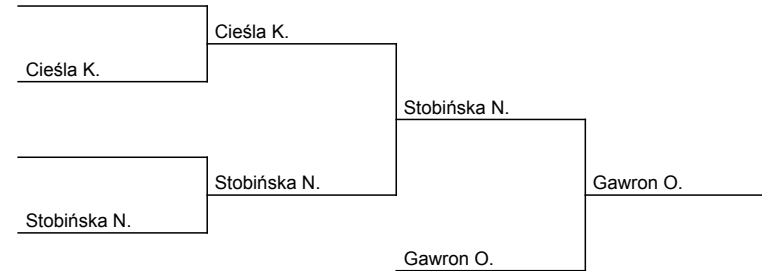 Cieśla K.
Cieśla K.
Stobińska N.
Stobińska N.
Gawron O.
Stobińska N.
Gawron O.